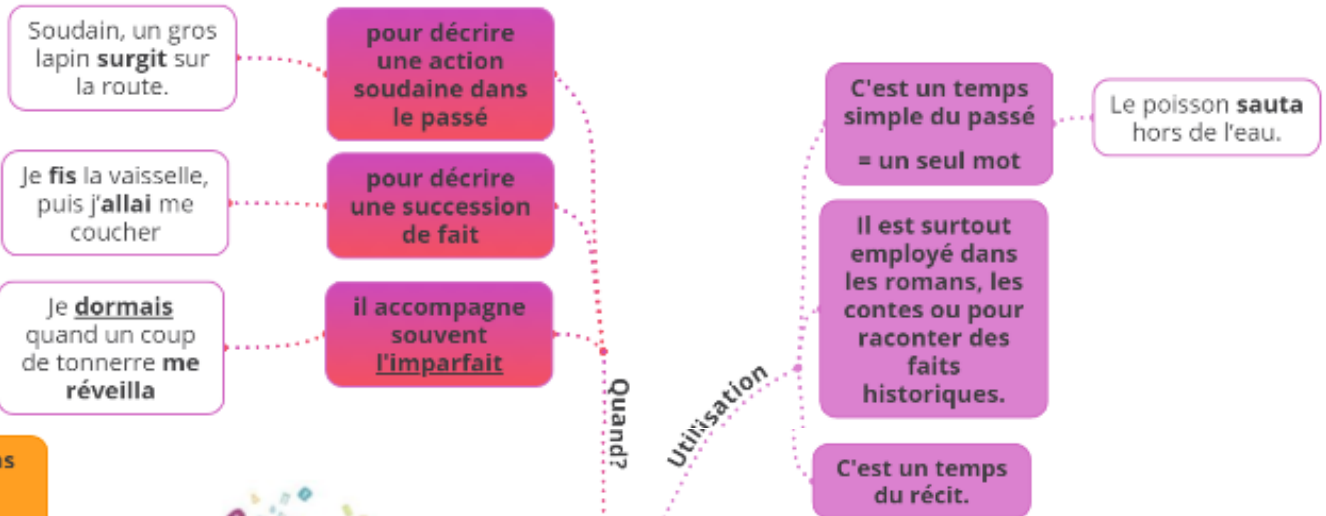 Soudain, un gros
lapin surgit sur
la route.
pour décrire
une action
soudaine dans
le passé
Je fis la vaisselle,
puis j'allai me
coucher
pour décrire
une succession
de fait
Je dormais
quand un coup
de tonnerre me
réveilla
il accompagne
souvent
l'imparfait
Quand?
Utilisation
C'est un temps
simple du passé
= un seul mot
Le poisson sauta
hors de l'eau.
Il est surtout
employé dans
les romans, les
contes ou pour
raconter des
faits
historiques.
C'est un temps
du récit.